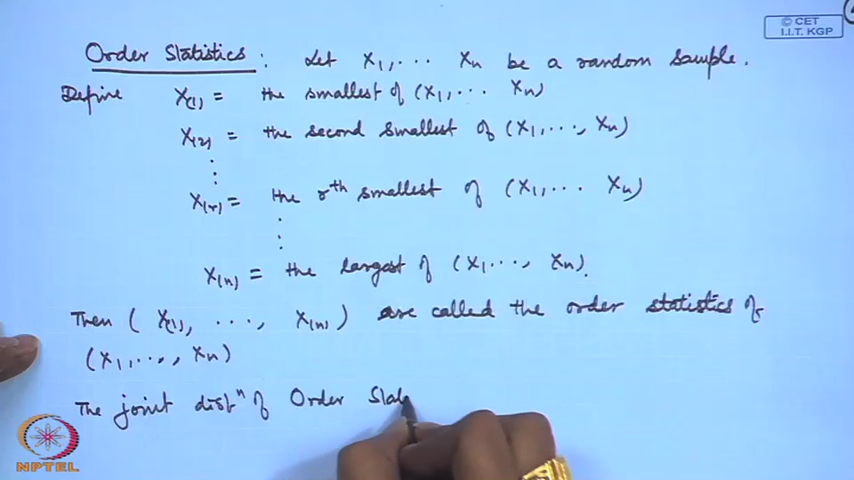 © CET
I.I.T. KGP
Order Statistics : Let X₁, ... Xₙ be a random sample.
Define X₍₁₎ = the smallest of (X₁, ... Xₙ)
X₍₂₎ = the second smallest of (X₁, ..., Xₙ)
⋮
X₍ᵣ₎ = the rth smallest of (X₁, ... Xₙ)
⋮
X₍ₙ₎ = the largest of (X₁ ..., Xₙ).
Then ( X₍₁₎, ..., X₍ₙ₎ ) are called the order statistics of
(X₁, ..., Xₙ)
The joint distⁿ of Order Stat
NPTEL